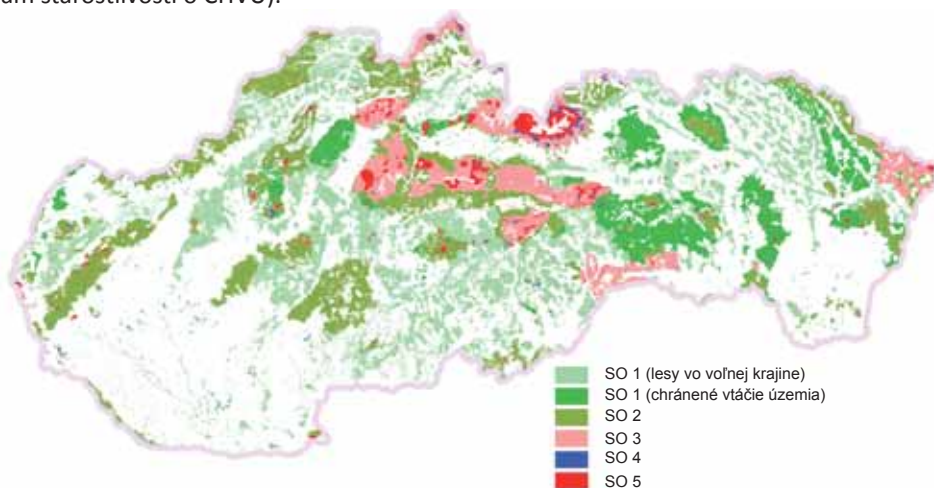 SO 1 (lesy vo voľnej krajine)
SO 1 (chránené vtáčie územia)
SO 2
SO 3
SO 4
SO 5